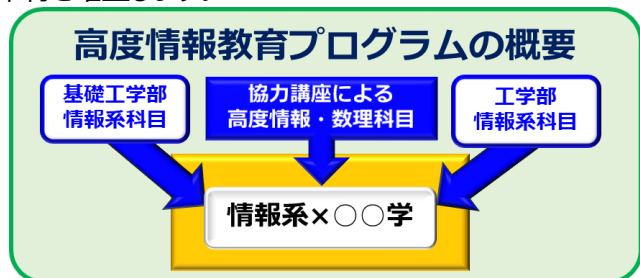 高度情報教育プログラムの概要
基礎工学部
情報系科目
協力講座による
高度情報・数理科目
工学部
情報系科目
情報系×○○学